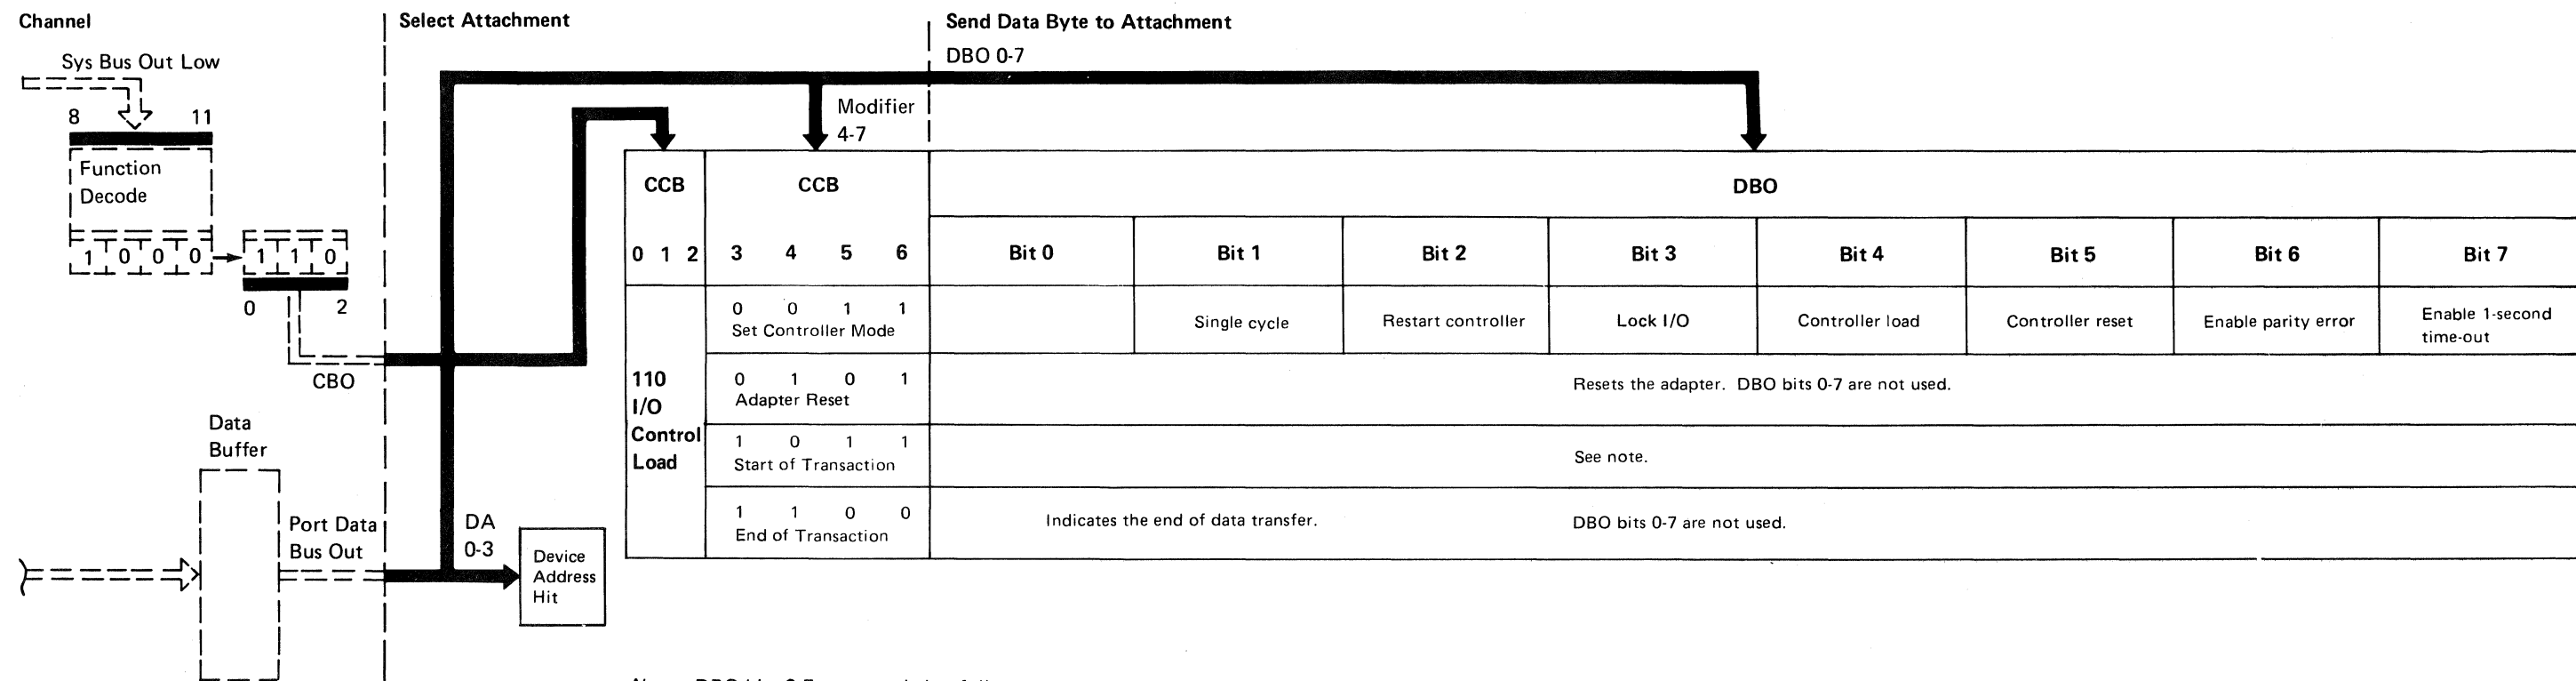 Channel
Select Attachment
Send Data Byte to Attachment
Sys Bus Out Low
DBO 0-7
8 11
Modifier
4-7
Function
Decode
CCB CCB DBO
1 0 0 0 1 1 0
0 1 2 3 4 5 6 Bit 0 Bit 1 Bit 2 Bit 3 Bit 4 Bit 5 Bit 6 Bit 7
0 2
0 0 1 1
Set Controller Mode
Single cycle
Restart controller
Lock I/O
Controller load
Controller reset
Enable parity error
Enable 1-second
time-out
CBO
110
I/O
Control
Load
0 1 0 1
Adapter Reset
Resets the adapter. DBO bits 0-7 are not used.
1 0 1 1
Start of Transaction
See note.
1 1 0 0
End of Transaction
Indicates the end of data transfer.
DBO bits 0-7 are not used.
Data
Buffer
Port Data
Bus Out
DA
0-3
Device
Address
Hit